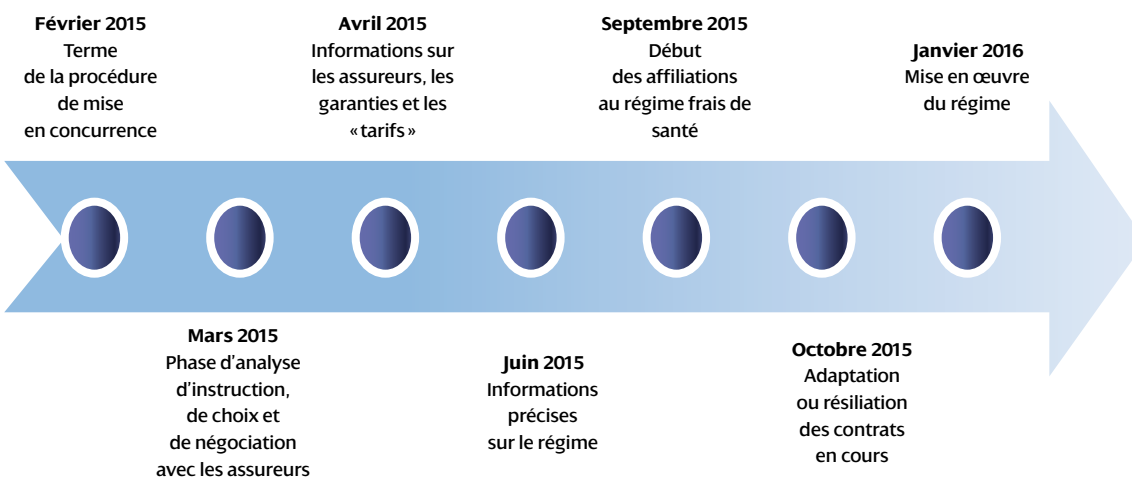 Février 2015
Terme
de la procédure
de mise
en concurrence
Mars 2015
Phase d’analyse
d’instruction,
de choix et
de négociation
avec les assureurs
Avril 2015
Informations sur
les assureurs, les
garanties et les
«tarifs»
Juin 2015
Informations
précises
sur le régime
Septembre 2015
Début
des affiliations
au régime frais de
santé
Octobre 2015
Adaptation
ou résiliation
des contrats
en cours
Janvier 2016
Mise en œuvre
du régime